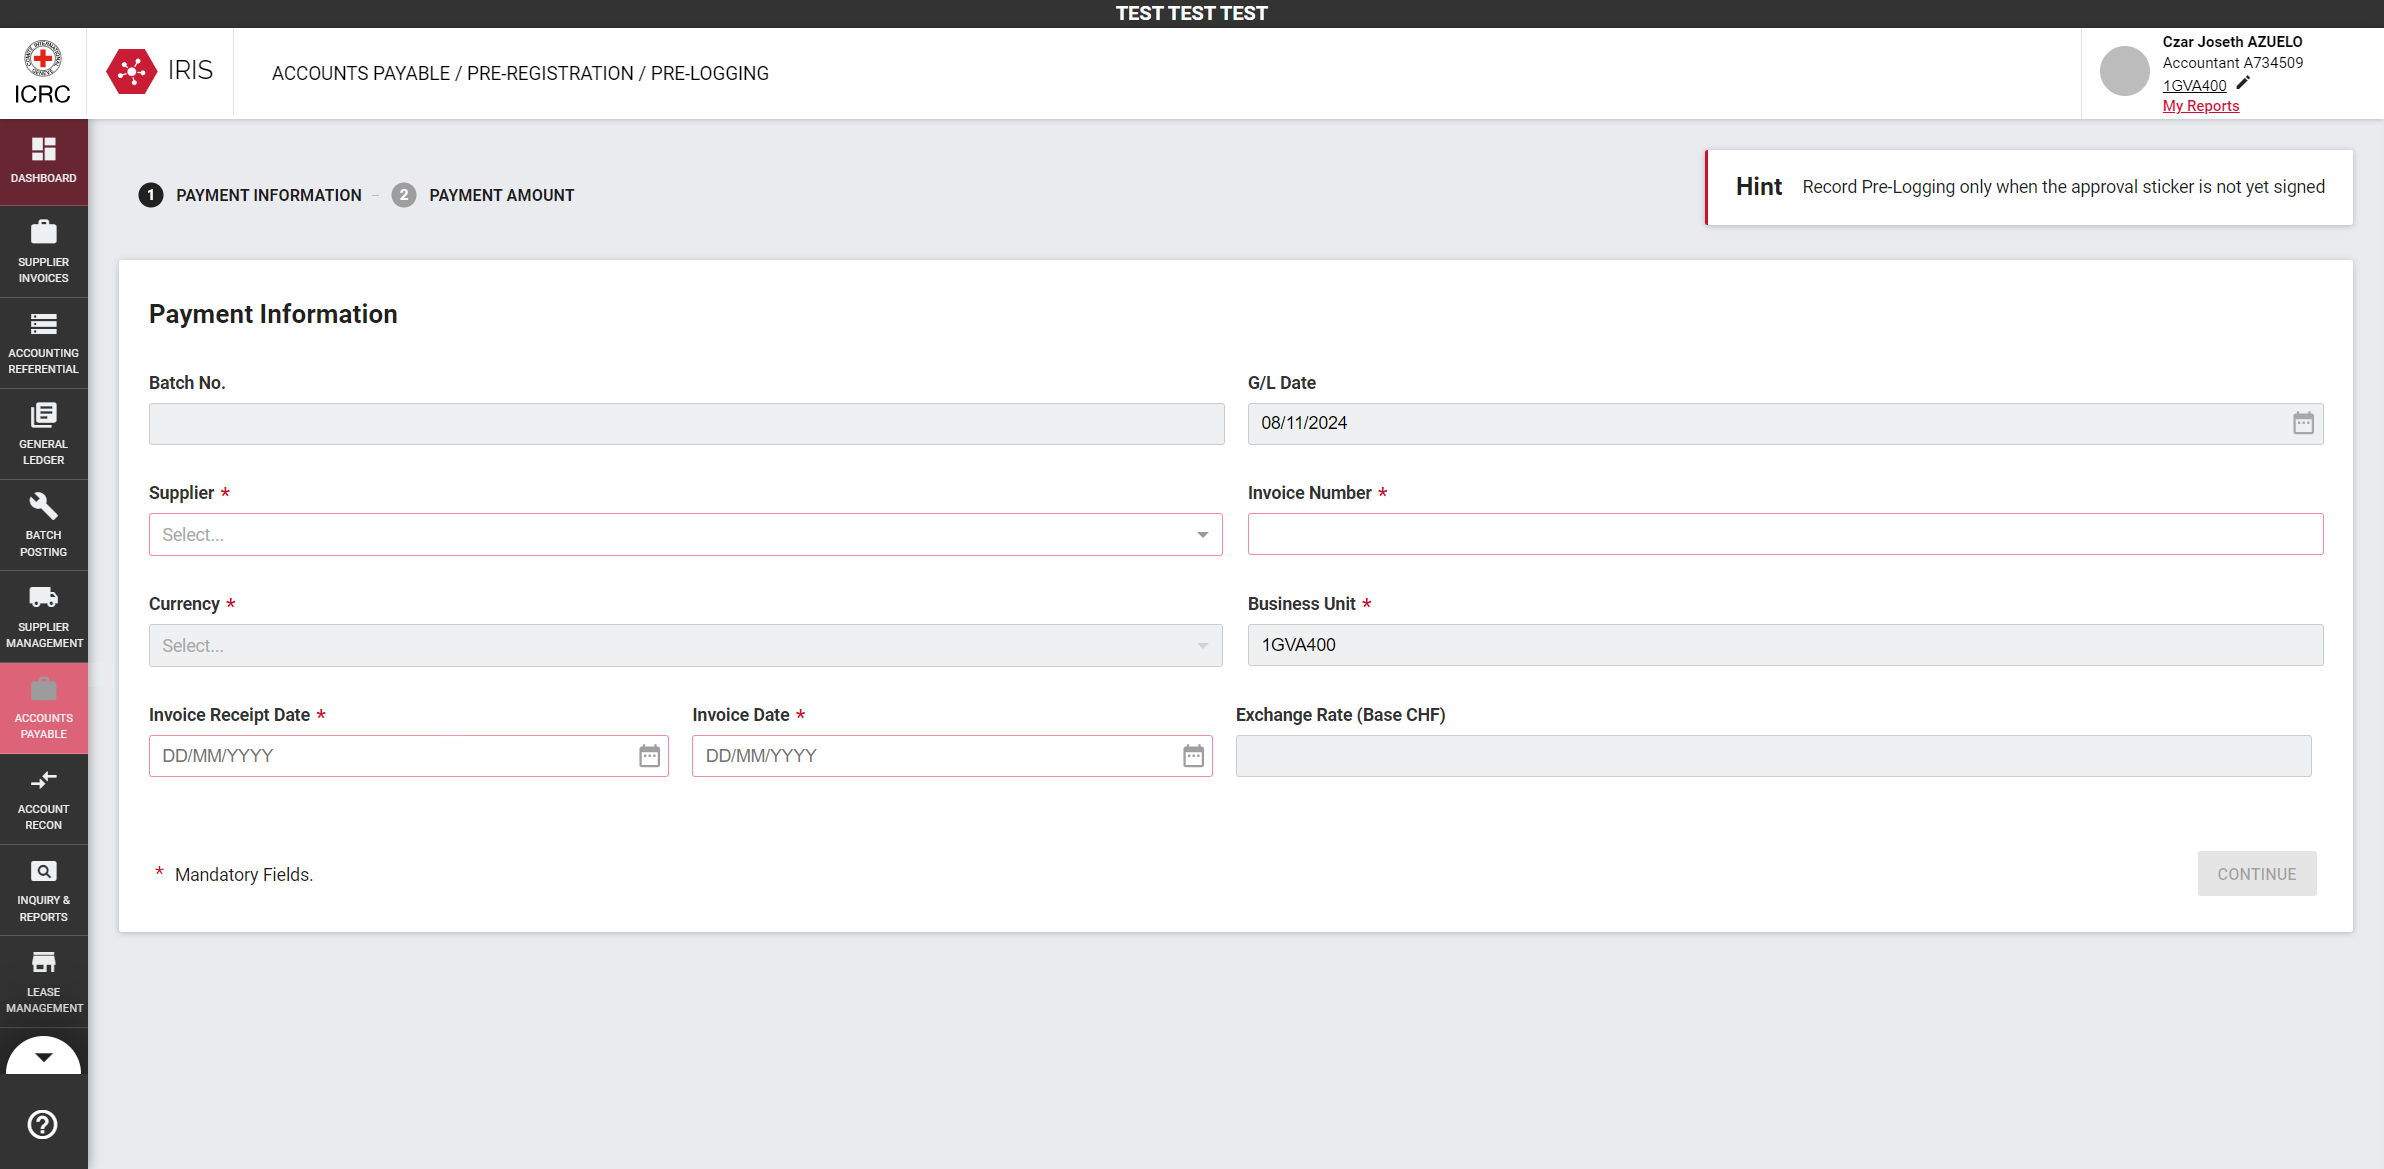 TEST TEST TEST
ICRC
IRIS
ACCOUNTS PAYABLE / PRE-REGISTRATION / PRE-LOGGING
Czar Joseth AZUELO
Accountant A734509
1GVA400
My Reports
DASHBOARD
SUPPLIER
INVOICES
ACCOUNTING
REFERENTIAL
GENERAL
LEDGER
BATCH
POSTING
SUPPLIER
MANAGEMENT
ACCOUNTS
PAYABLE
ACCOUNT
RECON
INQUIRY &
REPORTS
LEASE
MANAGEMENT
1 PAYMENT INFORMATION – 2 PAYMENT AMOUNT
Hint Record Pre-Logging only when the approval sticker is not yet signed
Payment Information
Batch No.
G/L Date
08/11/2024
Supplier *
Select...
Invoice Number *
Currency *
Select...
Business Unit *
1GVA400
Invoice Receipt Date *
DD/MM/YYYY
Invoice Date *
DD/MM/YYYY
Exchange Rate (Base CHF)
* Mandatory Fields.
CONTINUE